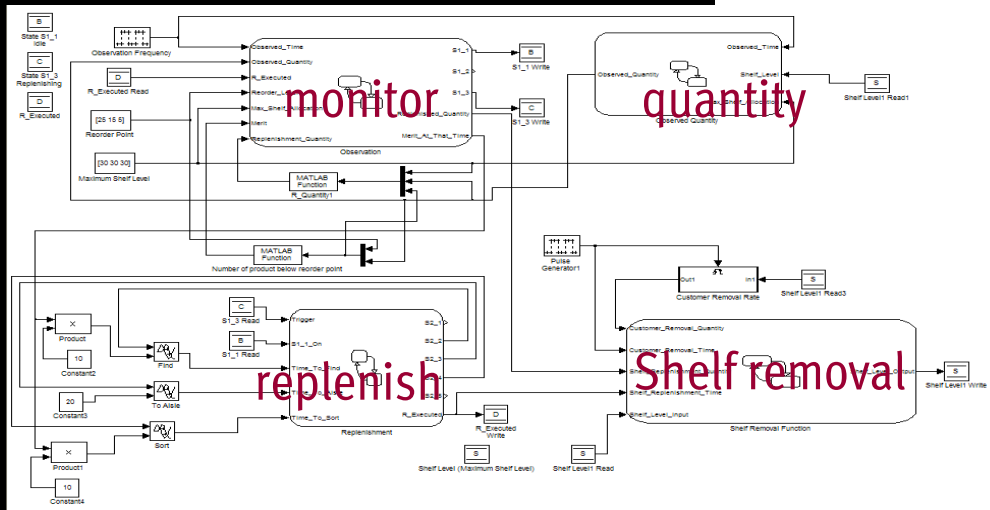 B
State S1_1
Idle
C
State S1_3
Replenishing
D
R_Executed
Observation Frequency
D
R_Executed Read
[25 15 5]
Reorder Point
[30 30 30]
Maximum Shelf Level
Observed_Time
Observed_Quantity
R_Executed
Merit
Replenishment_Quantity
S1_1
S1_2
S1_3
Merit_At_That_Time
monitor
Observation
B
S1_1 Write
C
S1_3 Write
Observed_Time
Observed_Quantity
Shelf_Level
quantity
Observed Quantity
S
Shelf Level1 Read1
MATLAB
Function
R_Quantity1
MATLAB
Function
Number of product below reorder point
Pulse
Generator1
Out1
In1
Customer Removal Rate
S
Shelf Level1 Read3
X
Product
10
Constant2
Find
20
Constant3
To Aisle
X
Product1
Sort
10
Constant4
C
S1_3 Read
B
S1_1 Read
Trigger
S1_1_On
Time_To_Sort
S2_1
S2_2
S2_3
R_Executed
replenish
Replenishment
D
R_Executed
Write
S
Shelf Level (Maximum Shelf Level)
S
Shelf Level1 Read
Customer_Removal_Quantity
Customer_Removal_Time
Shelf_Replenishment_Time
Shelf_Level_Input
Shelf removal
Shelf Removal Function
S
Shelf Level1 Write